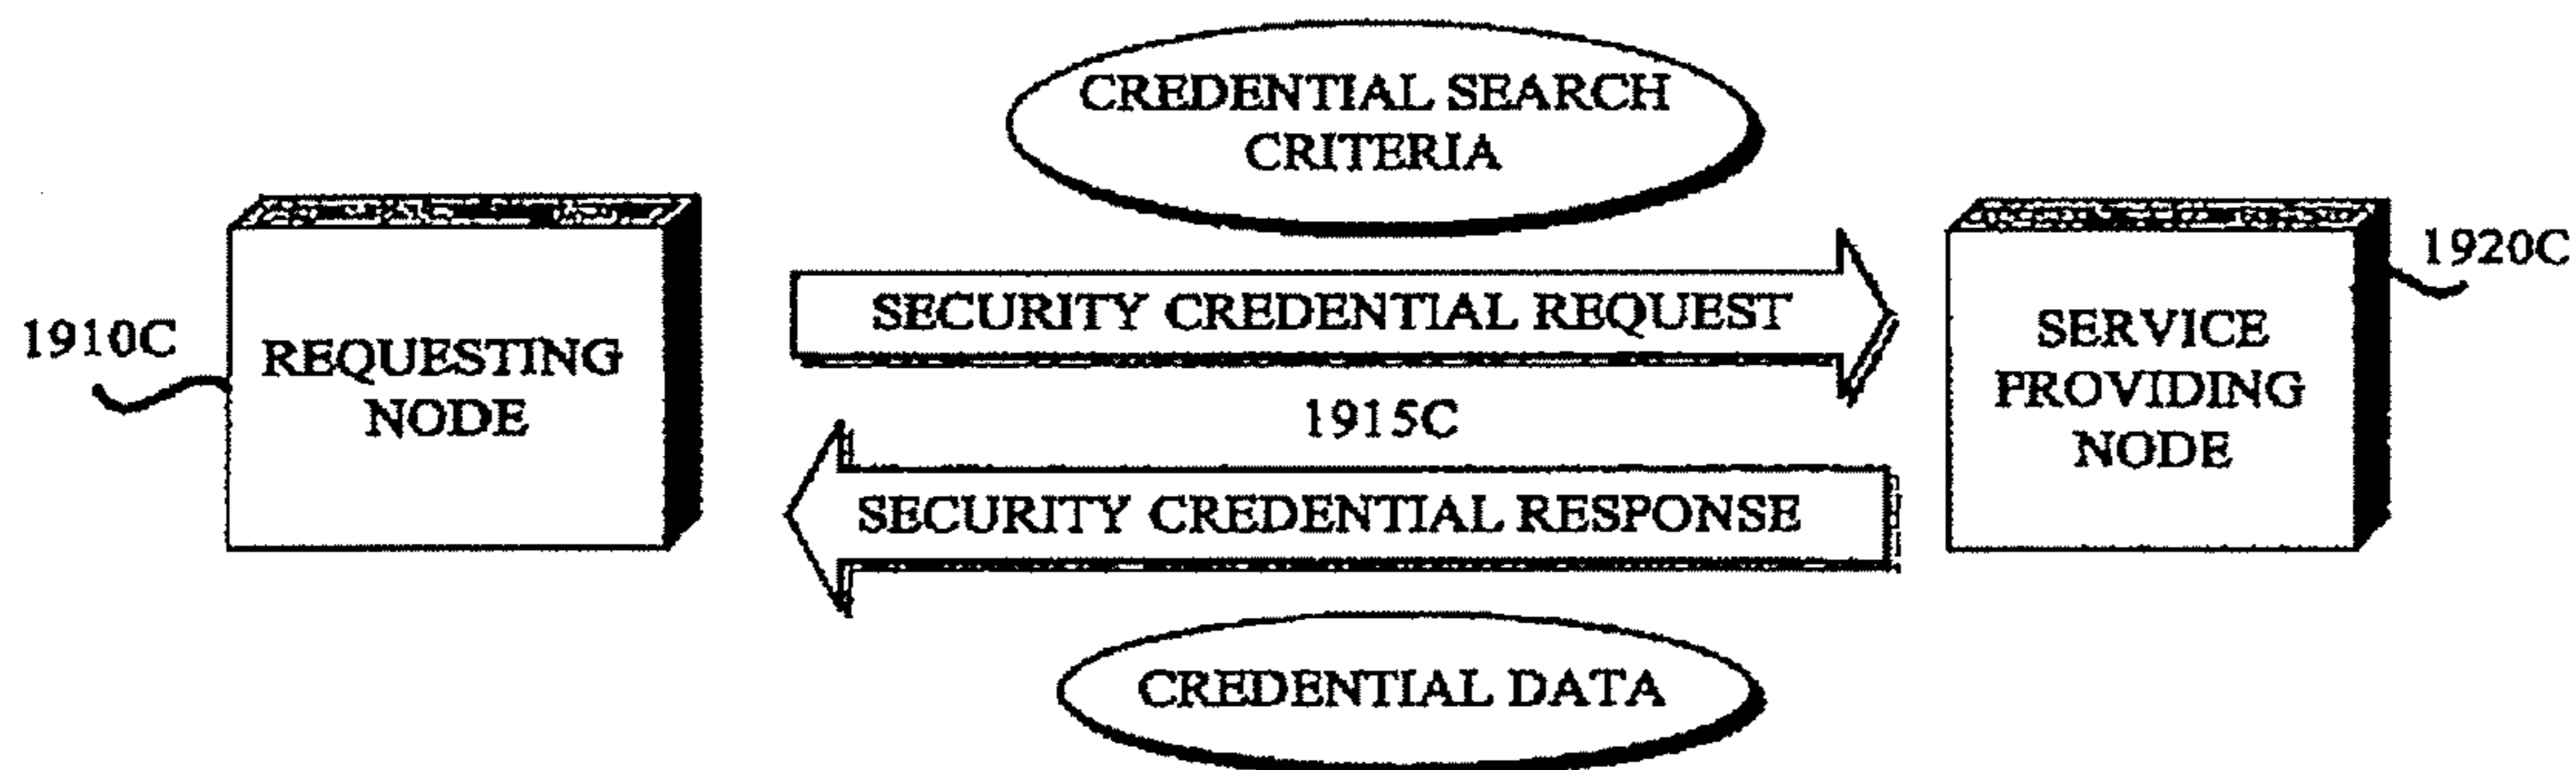 CREDENTIAL SEARCH
CRITERIA
1910C
REQUESTING
NODE
SECURITY CREDENTIAL REQUEST
1915C
SECURITY CREDENTIAL RESPONSE
CREDENTIAL DATA
SERVICE
PROVIDING
NODE
1920C